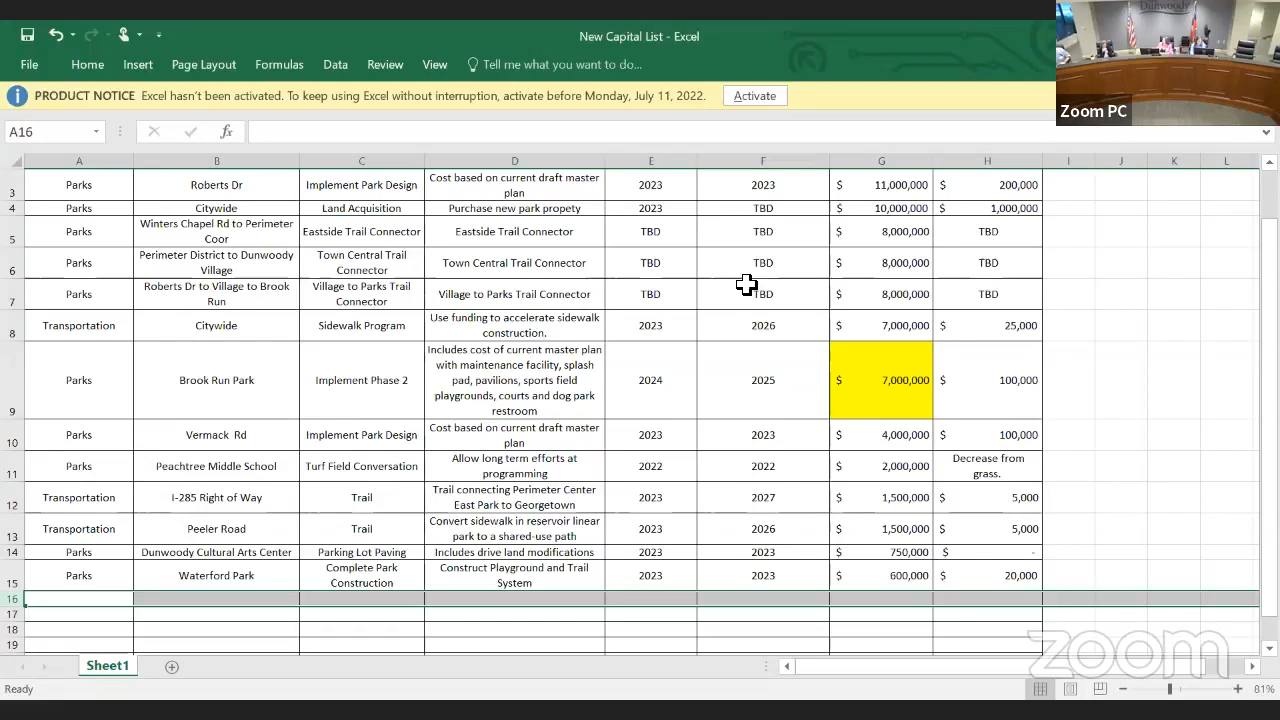 Dunwoody
New Capital List - Excel
File Home Insert Page Layout Formulas Data Review View Tell me what you want to do...
PRODUCT NOTICE Excel hasn't been activated. To keep using Excel without interruption, activate before Monday, July 11, 2022. Activate
Zoom PC
A16 fx
A B C D E F G H I J K L
3 Parks Roberts Dr Implement Park Design Cost based on current draft master
plan 2023 2023 $ 11,000,000 $ 200,000
4 Parks Citywide Land Acquisition Purchase new park propety 2023 TBD $ 10,000,000 $ 1,000,000
5 Parks Winters Chapel Rd to Perimeter
Coor Eastside Trail Connector Eastside Trail Connector TBD TBD $ 8,000,000 TBD
6 Parks Perimeter District to Dunwoody
Village Town Central Trail
Connector Town Central Trail Connector TBD TBD $ 8,000,000 TBD
7 Parks Roberts Dr to Village to Brook
Run Village to Parks Trail
Connector Village to Parks Trail Connector TBD TBD $ 8,000,000 TBD
8 Transportation Citywide Sidewalk Program Use funding to accelerate sidewalk
construction. 2023 2026 $ 7,000,000 $ 25,000
9 Parks Brook Run Park Implement Phase 2 Includes cost of current master plan
with maintenance facility, splash
pad, pavilions, sports field
playgrounds, courts and dog park
restroom 2024 2025 $ 7,000,000 $ 100,000
10 Parks Vermack Rd Implement Park Design Cost based on current draft master
plan 2023 2023 $ 4,000,000 $ 100,000
11 Parks Peachtree Middle School Turf Field Conversation Allow long term efforts at
programming 2022 2022 $ 2,000,000 Decrease from
grass.
12 Transportation I-285 Right of Way Trail Trail connecting Perimeter Center
East Park to Georgetown 2023 2027 $ 1,500,000 $ 5,000
13 Transportation Peeler Road Trail Convert sidewalk in reservoir linear
park to a shared-use path 2023 2026 $ 1,500,000 $ 5,000
14 Parks Dunwoody Cultural Arts Center Parking Lot Paving Includes drive land modifications 2023 2023 $ 750,000 $ -
15 Parks Waterford Park Complete Park
Construction Construct Playground and Trail
System 2023 2023 $ 600,000 $ 20,000
16
17
18
19
Sheet1
zoom
Ready 81%